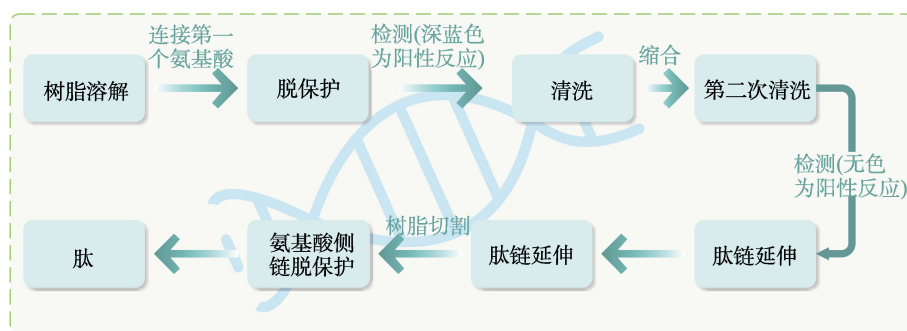 树脂溶解
连接第一
个氨基酸
脱保护
检测(深蓝色
为阳性反应)
清洗
缩合
第二次清洗
检测(无色
为阳性反应)
肽链延伸
肽链延伸
树脂切割
氨基酸侧
链脱保护
肽